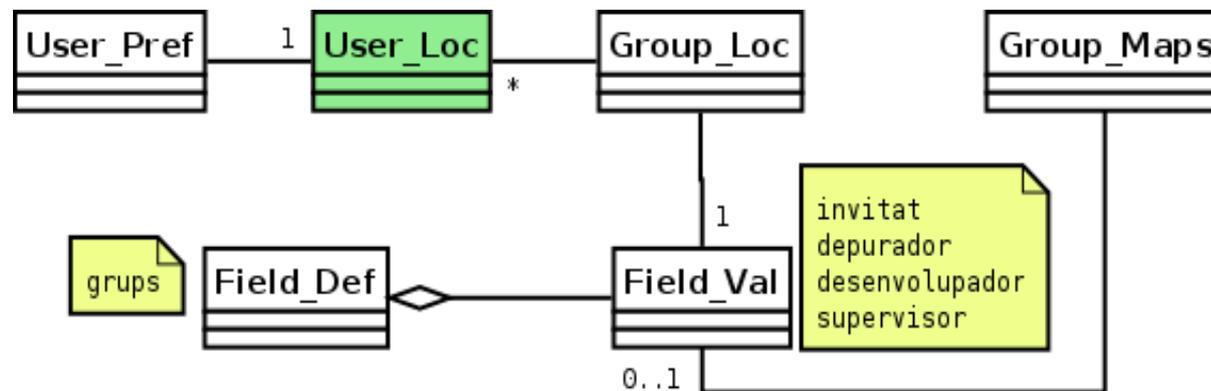 User_Pref
1
User_Loc
*
Group_Loc
Group_Maps
grups
Field_Def
1
Field_Val
0..1
invitat
depurador
desenvolupador
supervisor